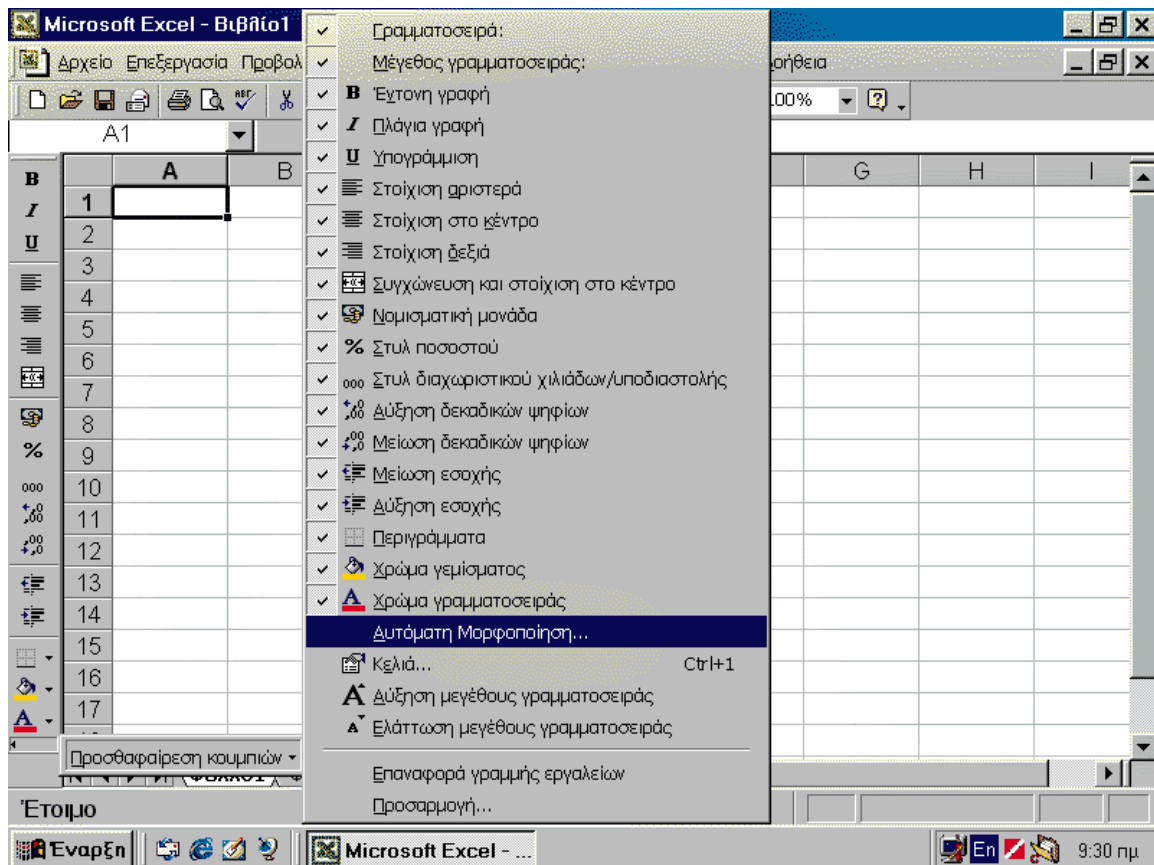 Microsoft Excel - Βιβλίο1
Αρχείο Επεξεργασία
A1
A B G H I
1
2
3
4
5
6
7
8
9
10
11
12
13
14
15
16
17
B
I
U
%
000
Γραμματοσειρά:
Μέγεθος γραμματοσειράς:
B Έντονη γραφή
I Πλάγια γραφή
U Υπογράμμιση
Στοίχιση αριστερά
Στοίχιση στο κέντρο
Στοίχιση δεξιά
Συγχώνευση και στοίχιση στο κέντρο
Νομισματική μονάδα
% Στυλ ποσοστού
000 Στυλ διαχωριστικού χιλιάδων/υποδιαστολής
Αύξηση δεκαδικών ψηφίων
Μείωση δεκαδικών ψηφίων
Μείωση εσοχής
Αύξηση εσοχής
Περιγράμματα
Χρώμα γεμίσματος
A Χρώμα γραμματοσειράς
Αυτόματη Μορφοποίηση...
Κελιά... Ctrl+1
A Αύξηση μεγέθους γραμματοσειράς
A Ελάττωση μεγέθους γραμματοσειράς
Επαναφορά γραμμής εργαλείων
Προσαρμογή...
Προσθαφαίρεση κουμπιών
Έτοιμο
Έναρξη Microsoft Excel - ... En 9:30 πμ